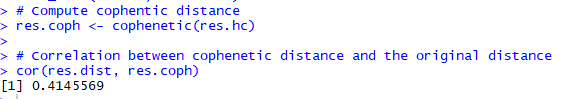 > # Compute cophentic distance
> res.coph <- cophenetic(res.hc)
>
> # Correlation between cophenetic distance and the original distance
> cor(res.dist, res.coph)
[1] 0.4145569